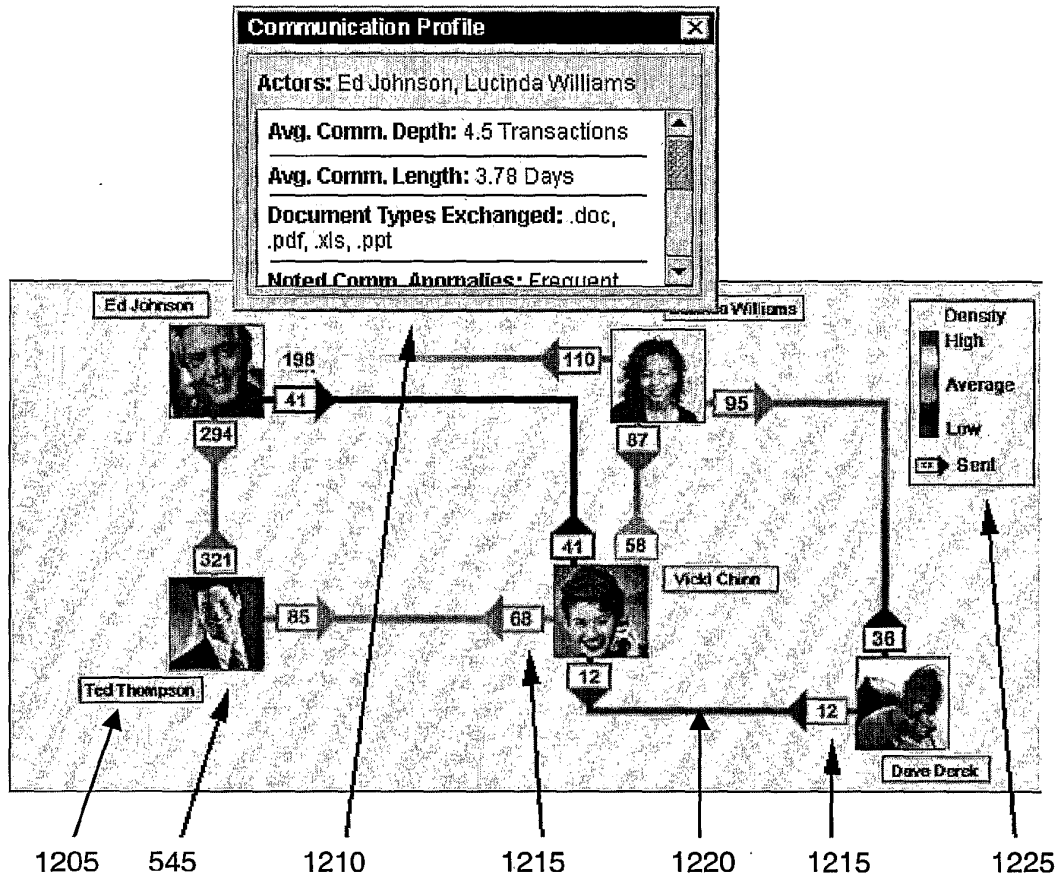 Communication Profile
Actors: Ed Johnson, Lucinda Williams
Avg. Comm. Depth: 4.5 Transactions
Avg. Comm. Length: 3.78 Days
Document Types Exchanged: .doc,
.pdf, .xls, .ppt
Noted Comm. Anomalies: Frequent
Ed Johnson
Williams
Density
High
Average
Low
Sent
198
110
41
95
294
87
321
41
58
Vicki Chinn
85
68
36
12
12
Ted Thompson
Dave Derek
1205 545 1210 1215 1220 1215 1225